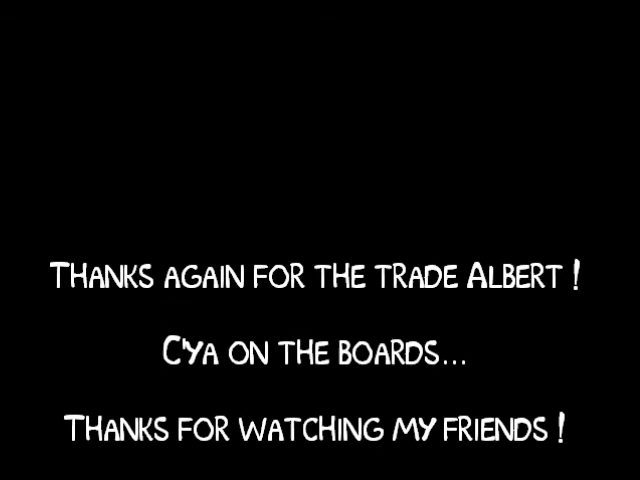 THANKS AGAIN FOR THE TRADE ALBERT !
C'YA ON THE BOARDS...
THANKS FOR WATCHING MY FRIENDS !